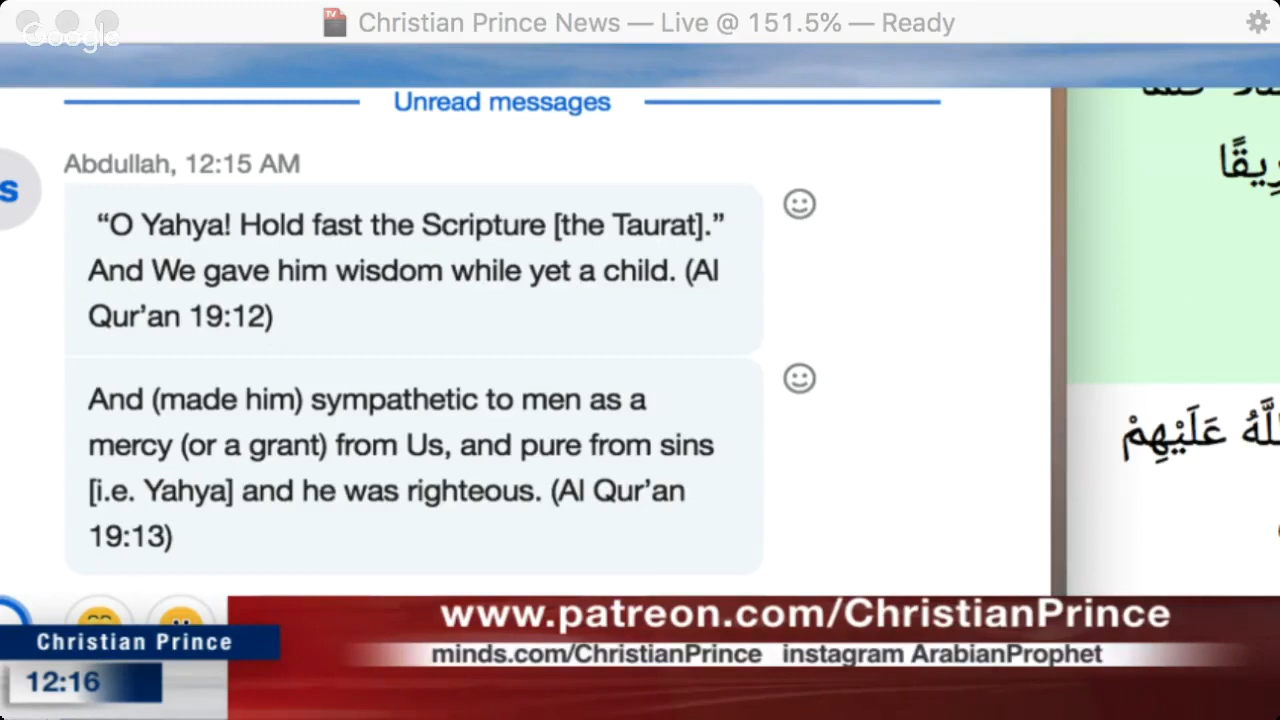 Christian Prince News — Live @ 151.5% — Ready
Google
Unread messages
Abdullah, 12:15 AM
s
“O Yahya! Hold fast the Scripture [the Taurat].”
And We gave him wisdom while yet a child. (Al
Qur’an 19:12)
And (made him) sympathetic to men as a
mercy (or a grant) from Us, and pure from sins
[i.e. Yahya] and he was righteous. (Al Qur’an
19:13)
عَلَيْهِمْ
www.patreon.com/ChristianPrince
Christian Prince
minds.com/ChristianPrince instagram ArabianProphet
12:16